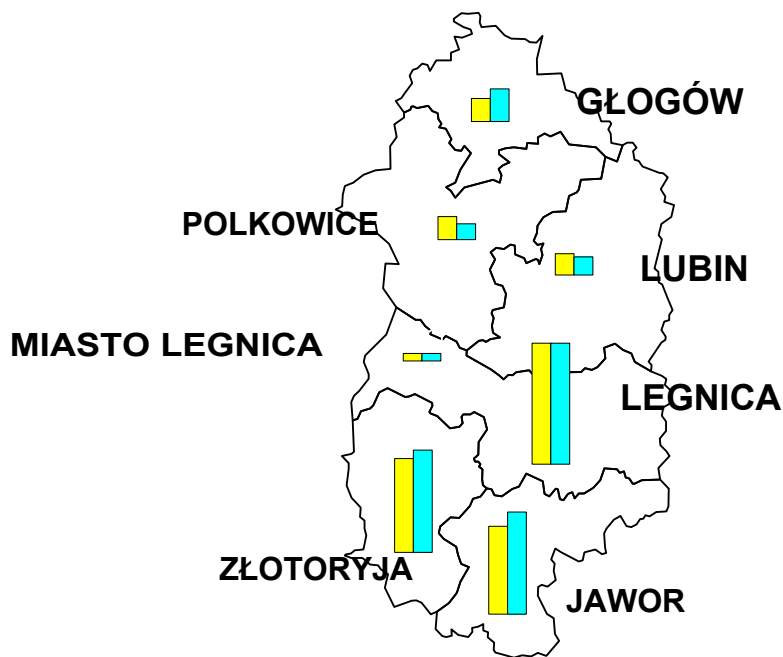 GŁOGÓW
POLKOWICE
LUBIN
MIASTO LEGNICA
LEGNICA
ZŁOTORYJA
JAWOR